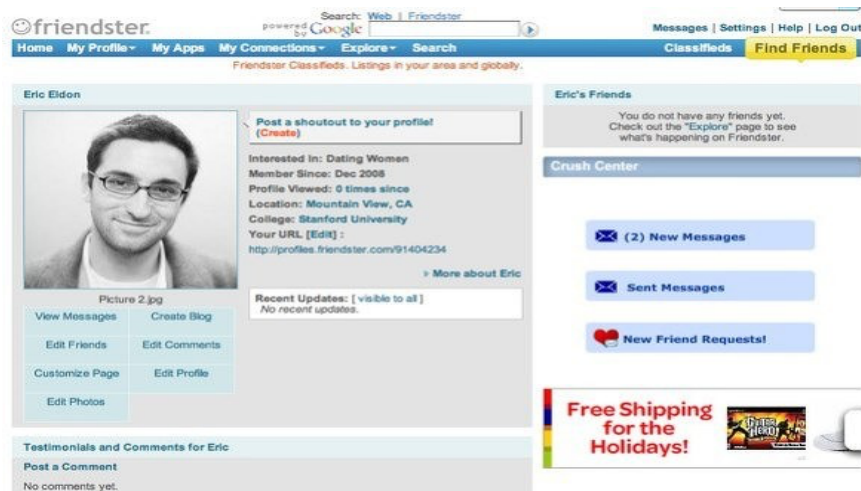 Search: Web | Friendster
friendster.
powered by Google
Messages | Settings | Help | Log Out
Home My Profile My Apps My Connections Explore Search
Classifieds Find Friends
Friendster Classifieds. Listings in your area and globally.
Eric Eldon
Post a shoutout to your profile!
(Create)
Interested In: Dating Women
Member Since: Dec 2008
Profile Viewed: 0 times since
Location: Mountain View, CA
College: Stanford University
Your URL [Edit] :
http://profiles.friendster.com/91404234
» More about Eric
Recent Updates: [ visible to all ]
No recent updates.
Picture 2.jpg
View Messages Create Blog
Edit Friends Edit Comments
Customize Page Edit Profile
Edit Photos
Testimonials and Comments for Eric
Post a Comment
No comments yet.
Eric's Friends
You do not have any friends yet.
Check out the "Explore" page to see
what's happening on Friendster.
Crush Center
(2) New Messages
Sent Messages
New Friend Requests!
Free Shipping
for the
Holidays!
Guitar
Hero